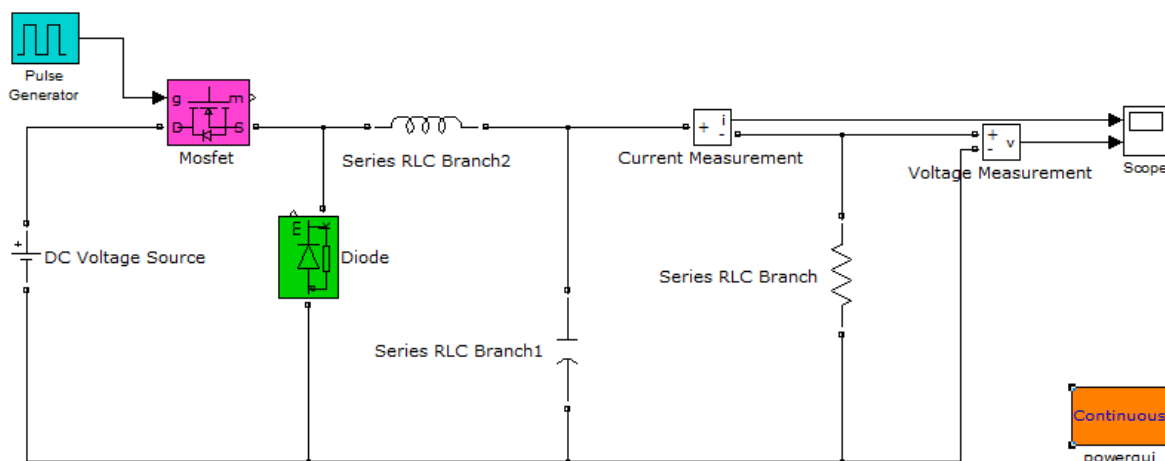 Pulse
Generator
g
m
D
S
Mosfet
Series RLC Branch2
+
i
-
Current Measurement
+
-
v
Voltage Measurement
Scope
+
DC Voltage Source
m
k
Diode
Series RLC Branch
Series RLC Branch1
Continuous
powergui